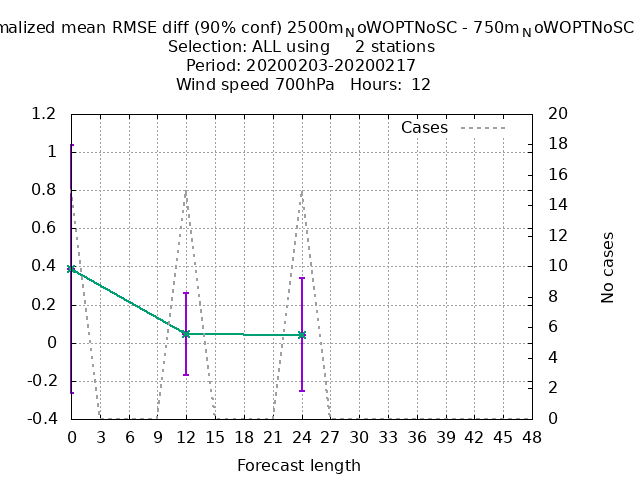 malized mean RMSE diff (90% conf) 2500mNoWOPTNoSC - 750mNoWOPTNoSC
Selection: ALL using 2 stations
Period: 20200203-20200217
Wind speed 700hPa Hours: 12
Cases
1.2
1
0.8
0.6
0.4
0.2
0
-0.2
-0.4
20
18
16
14
12
10
8
6
4
2
0
No cases
0 3 6 9 12 15 18 21 24 27 30 33 36 39 42 45 48
Forecast length